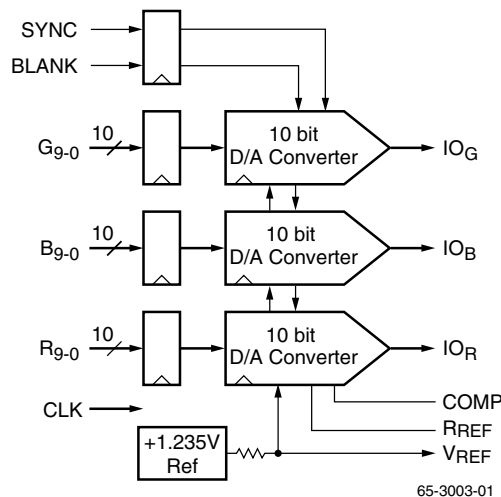 SYNC
BLANK
G9-0
10
10 bit
D/A Converter
IOG
B9-0
10
10 bit
D/A Converter
IOB
R9-0
10
10 bit
D/A Converter
IOR
CLK
COMP
RREF
+1.235V
Ref
VREF
65-3003-01